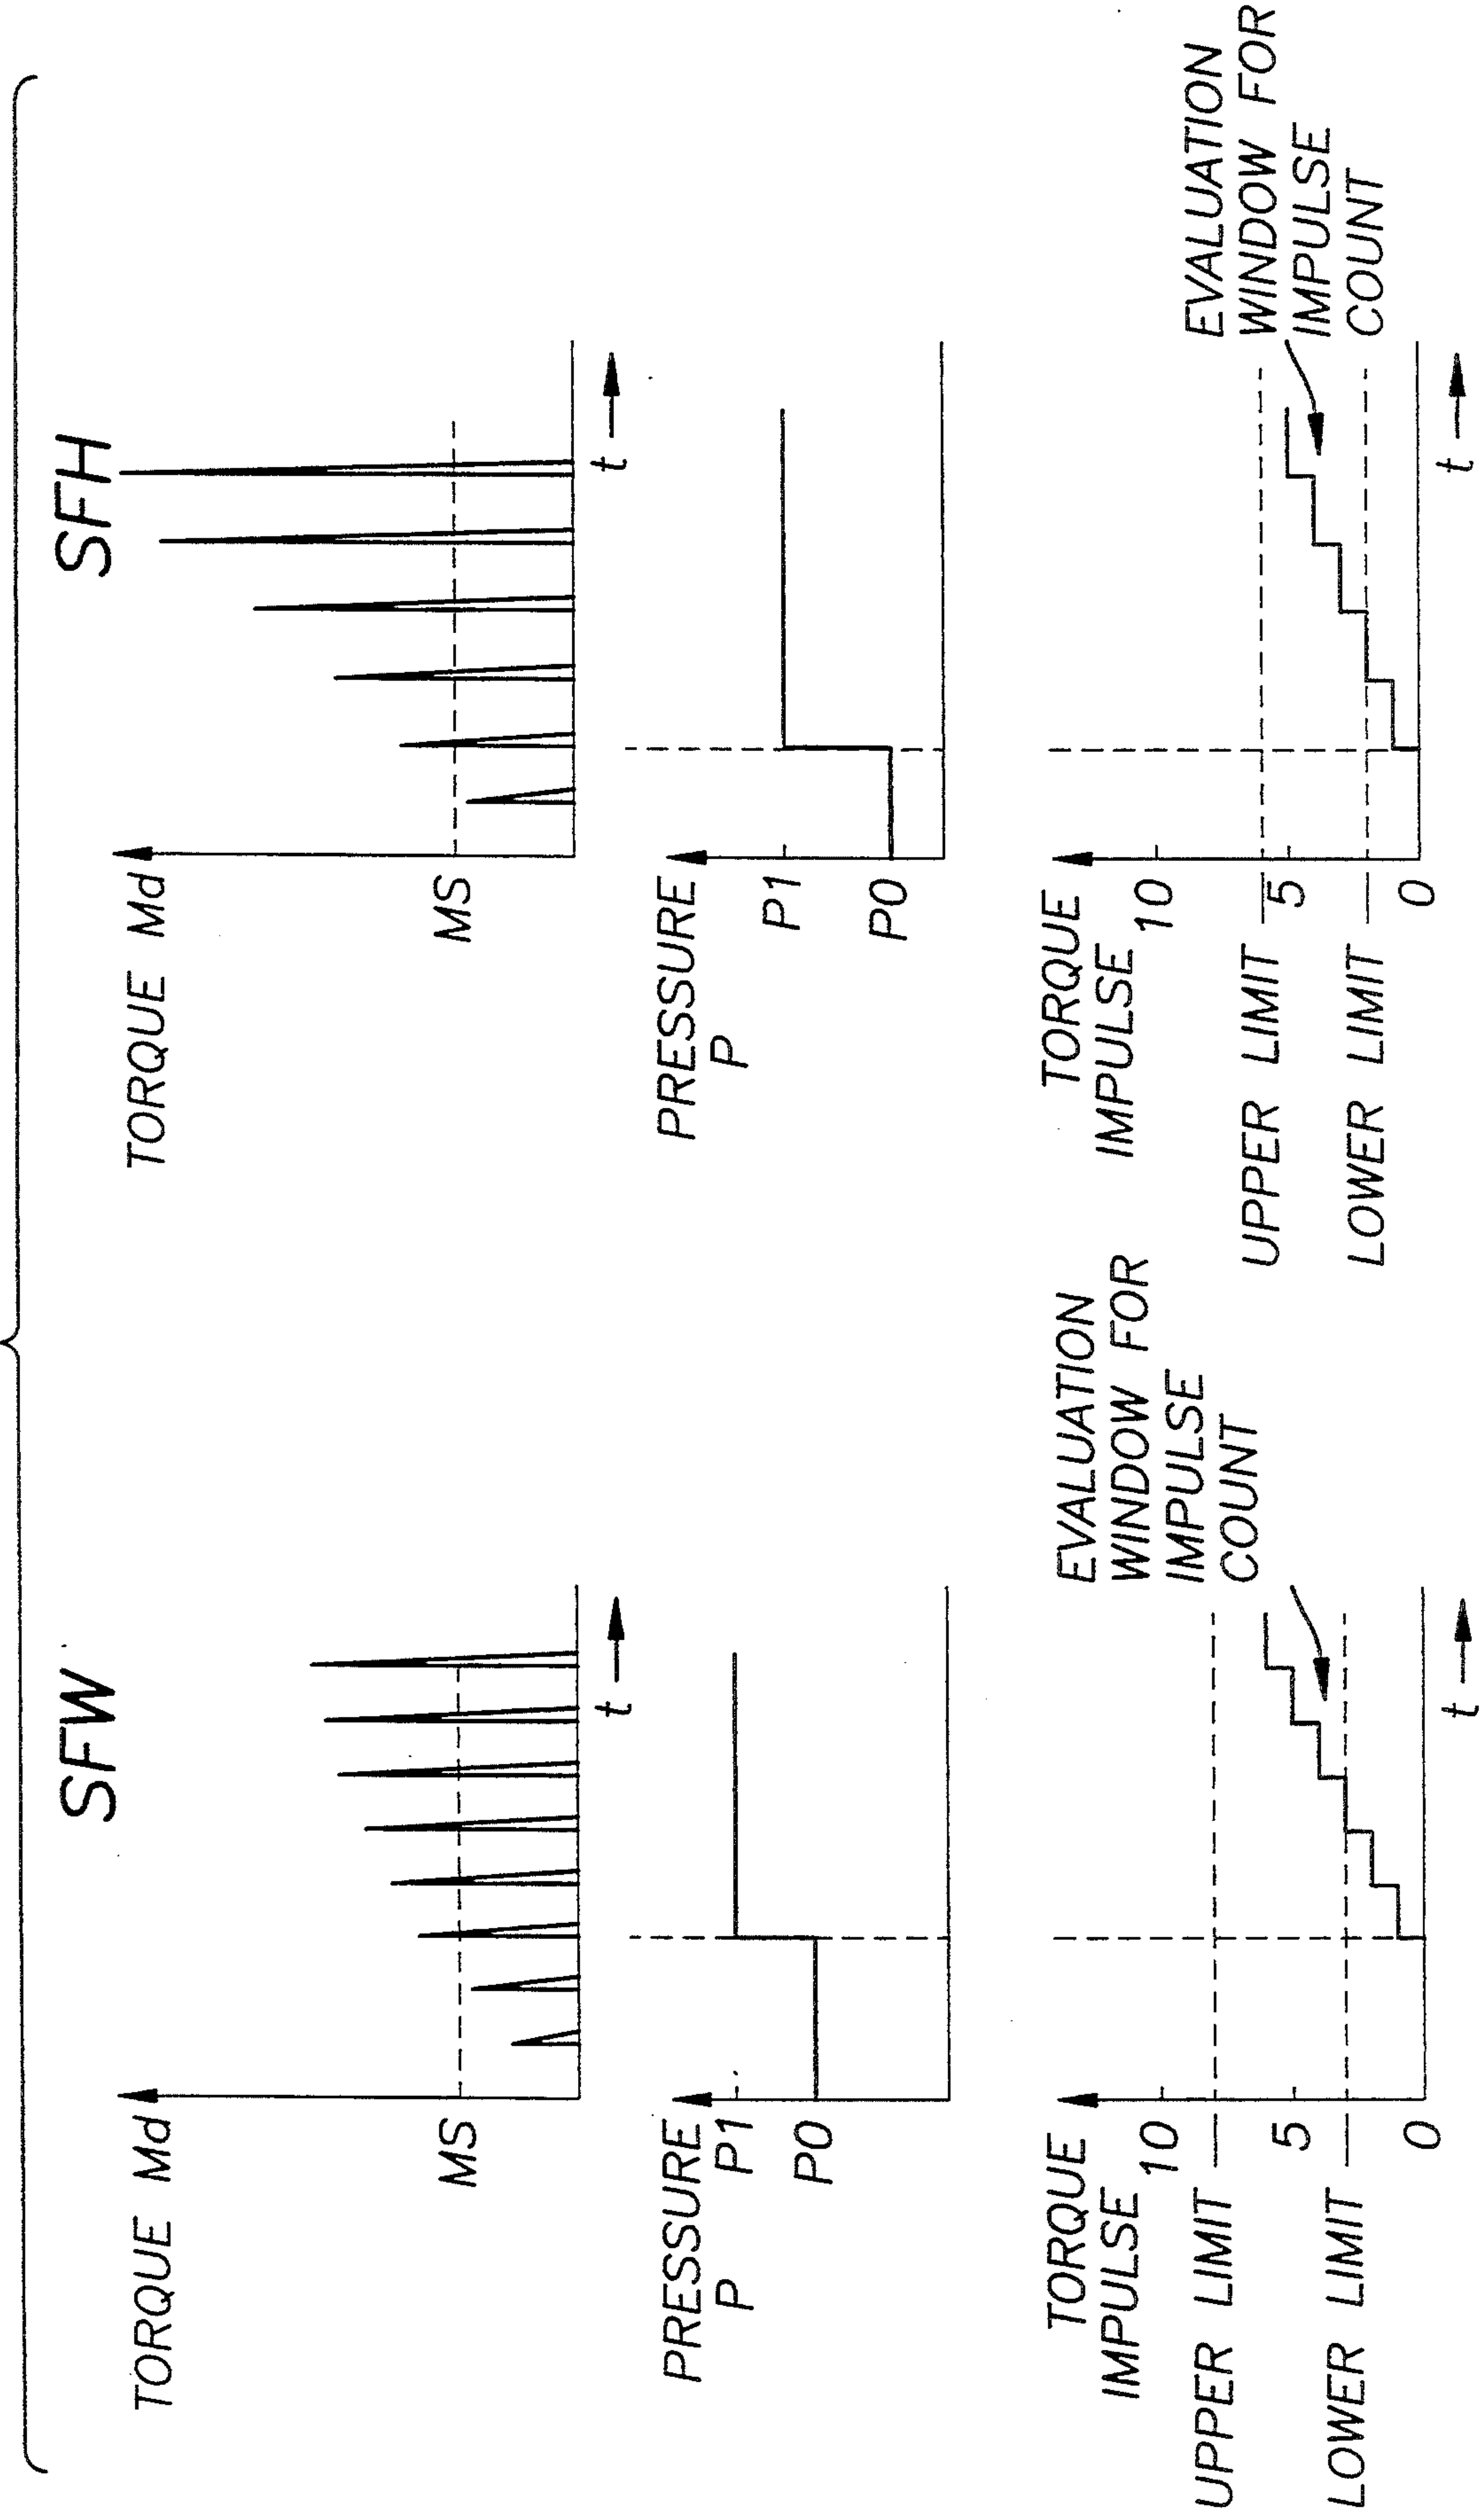 SFW
TORQUE Md
MS
t
PRESSURE
P
P1
P0
EVALUATION
WINDOW FOR
IMPULSE
COUNT
TORQUE
IMPULSE
10
UPPER LIMIT
5
LOWER LIMIT
0
t
SFH
TORQUE Md
MS
t
PRESSURE
P
P1
P0
EVALUATION
WINDOW FOR
IMPULSE
COUNT
TORQUE
IMPULSE
10
UPPER LIMIT
5
LOWER LIMIT
0
t